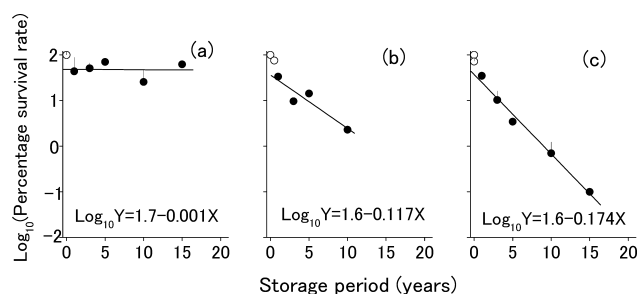 (a) (b) (c)
Log10(Percentage survival rate)
2
1
0
−1
−2
Log10Y=1.7−0.001X
Log10Y=1.6−0.117X
Log10Y=1.6−0.174X
0 5 10 15 20 0 5 10 15 20 0 5 10 15 20
Storage period (years)